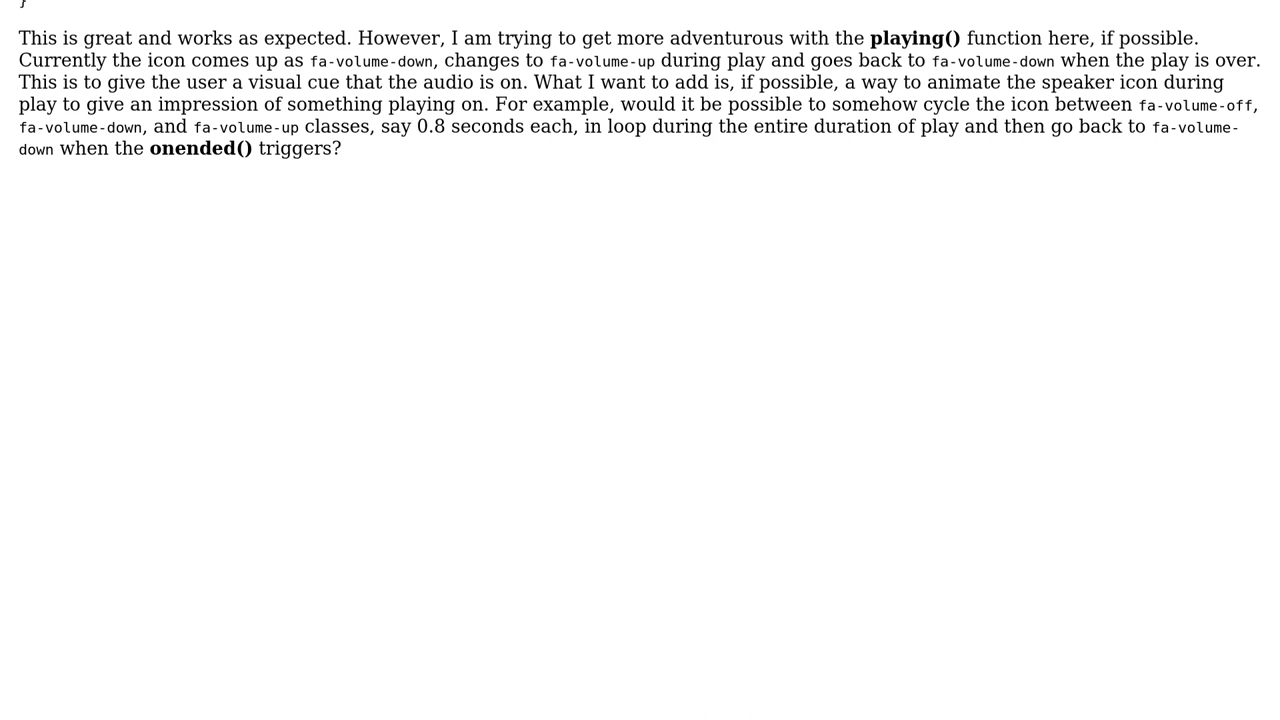 }
This is great and works as expected. However, I am trying to get more adventurous with the playing() function here, if possible.
Currently the icon comes up as fa-volume-down, changes to fa-volume-up during play and goes back to fa-volume-down when the play is over.
This is to give the user a visual cue that the audio is on. What I want to add is, if possible, a way to animate the speaker icon during
play to give an impression of something playing on. For example, would it be possible to somehow cycle the icon between fa-volume-off,
fa-volume-down, and fa-volume-up classes, say 0.8 seconds each, in loop during the entire duration of play and then go back to fa-volume-
down when the onended() triggers?